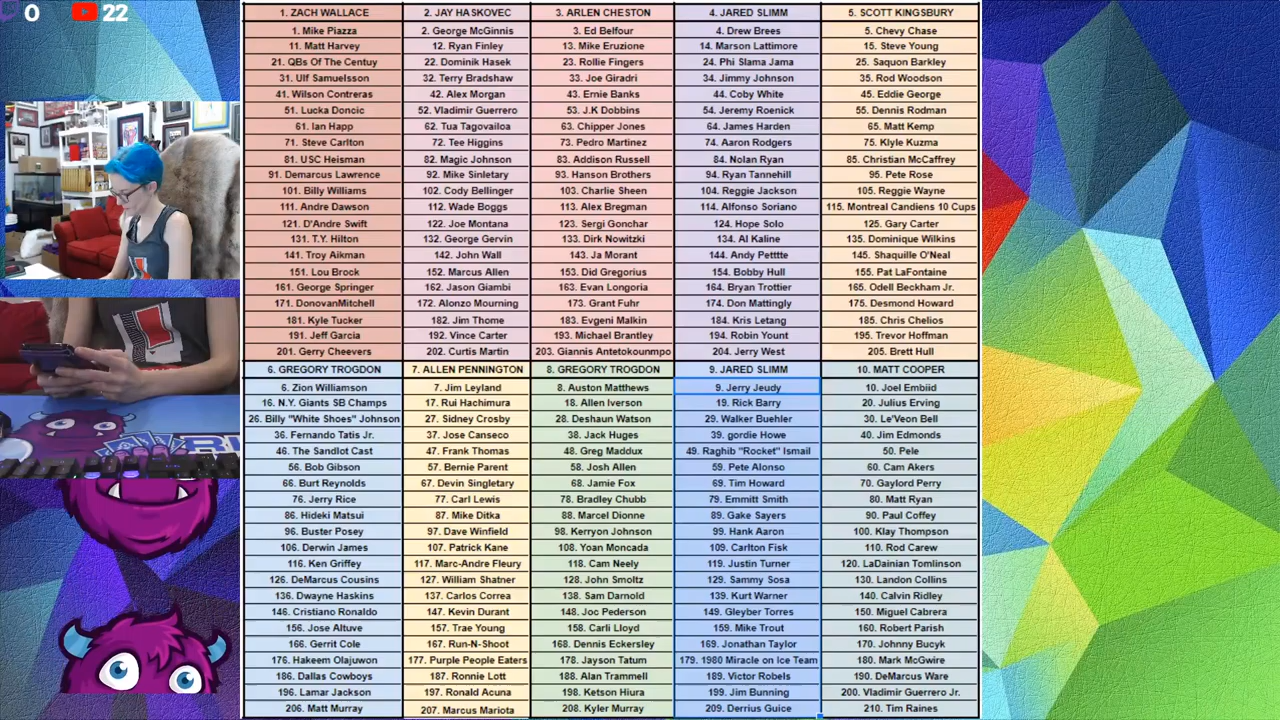 0 22
1. ZACH WALLACE 2. JAY HASKOVEC 3. ARLEN CHESTON 4. JARED SLIMM 5. SCOTT KINGSBURY
1. Mike Piazza 2. George McGinnis 3. Ed Belfour 4. Drew Brees 5. Chevy Chase
11. Matt Harvey 12. Ryan Finley 13. Mike Eruzione 14. Marson Lattimore 15. Steve Young
21. QBs Of The Centuy 22. Dominik Hasek 23. Rollie Fingers 24. Phi Slama Jama 25. Saquon Barkley
31. Ulf Samuelsson 32. Terry Bradshaw 33. Joe Giradri 34. Jimmy Johnson 35. Rod Woodson
41. Wilson Contreras 42. Alex Morgan 43. Ernie Banks 44. Coby White 45. Eddie George
51. Lucka Doncic 52. Vladimir Guerrero 53. J.K Dobbins 54. Jeremy Roenick 55. Dennis Rodman
61. Ian Happ 62. Tua Tagovailoa 63. Chipper Jones 64. James Harden 65. Matt Kemp
71. Steve Carlton 72. Tee Higgins 73. Pedro Martinez 74. Aaron Rodgers 75. Klyle Kuzma
81. USC Heisman 82. Magic Johnson 83. Addison Russell 84. Nolan Ryan 85. Christian McCaffrey
91. Demarcus Lawrence 92. Mike Sinletary 93. Hanson Brothers 94. Ryan Tannehill 95. Pete Rose
101. Billy Williams 102. Cody Bellinger 103. Charlie Sheen 104. Reggie Jackson 105. Reggie Wayne
111. Andre Dawson 112. Wade Boggs 113. Alex Bregman 114. Alfonso Soriano 115. Montreal Candiens 10 Cups
121. D'Andre Swift 122. Joe Montana 123. Sergi Gonchar 124. Hope Solo 125. Gary Carter
131. T.Y. Hilton 132. George Gervin 133. Dirk Nowitzki 134. Al Kaline 135. Dominique Wilkins
141. Troy Aikman 142. John Wall 143. Ja Morant 144. Andy Petttte 145. Shaquille O'Neal
151. Lou Brock 152. Marcus Allen 153. Did Gregorius 154. Bobby Hull 155. Pat LaFontaine
161. George Springer 162. Jason Giambi 163. Evan Longoria 164. Bryan Trottier 165. Odell Beckham Jr.
171. DonovanMitchell 172. Alonzo Mourning 173. Grant Fuhr 174. Don Mattingly 175. Desmond Howard
181. Kyle Tucker 182. Jim Thome 183. Evgeni Malkin 184. Kris Letang 185. Chris Chelios
191. Jeff Garcia 192. Vince Carter 193. Michael Brantley 194. Robin Yount 195. Trevor Hoffman
201. Gerry Cheevers 202. Curtis Martin 203. Giannis Antetokounmpo 204. Jerry West 205. Brett Hull
6. GREGORY TROGDON 7. ALLEN PENNINGTON 8. GREGORY TROGDON 9. JARED SLIMM 10. MATT COOPER
6. Zion Williamson 7. Jim Leyland 8. Auston Matthews 9. Jerry Jeudy 10. Joel Embiid
16. N.Y. Giants SB Champs 17. Rui Hachimura 18. Allen Iverson 19. Rick Barry 20. Julius Erving
26. Billy "White Shoes" Johnson 27. Sidney Crosby 28. Deshaun Watson 29. Walker Buehler 30. Le'Veon Bell
36. Fernando Tatis Jr. 37. Jose Canseco 38. Jack Huges 39. gordie Howe 40. Jim Edmonds
46. The Sandlot Cast 47. Frank Thomas 48. Greg Maddux 49. Raghib "Rocket" Ismail 50. Pele
56. Bob Gibson 57. Bernie Parent 58. Josh Allen 59. Pete Alonso 60. Cam Akers
66. Burt Reynolds 67. Devin Singletary 68. Jamie Fox 69. Tim Howard 70. Gaylord Perry
76. Jerry Rice 77. Carl Lewis 78. Bradley Chubb 79. Emmitt Smith 80. Matt Ryan
86. Hideki Matsui 87. Mike Ditka 88. Marcel Dionne 89. Gake Sayers 90. Paul Coffey
96. Buster Posey 97. Dave Winfield 98. Kerryon Johnson 99. Hank Aaron 100. Klay Thompson
106. Derwin James 107. Patrick Kane 108. Yoan Moncada 109. Carlton Fisk 110. Rod Carew
116. Ken Griffey 117. Marc-Andre Fleury 118. Cam Neely 119. Justin Turner 120. LaDainian Tomlinson
126. DeMarcus Cousins 127. William Shatner 128. John Smoltz 129. Sammy Sosa 130. Landon Collins
136. Dwayne Haskins 137. Carlos Correa 138. Sam Darnold 139. Kurt Warner 140. Calvin Ridley
146. Cristiano Ronaldo 147. Kevin Durant 148. Joc Pederson 149. Gleyber Torres 150. Miguel Cabrera
156. Jose Altuve 157. Trae Young 158. Carli Lloyd 159. Mike Trout 160. Robert Parish
166. Gerrit Cole 167. Run-N-Shoot 168. Dennis Eckersley 169. Jonathan Taylor 170. Johnny Bucyk
176. Hakeem Olajuwon 177. Purple People Eaters 178. Jayson Tatum 179. 1980 Miracle on Ice Team 180. Mark McGwire
186. Dallas Cowboys 187. Ronnie Lott 188. Alan Trammell 189. Victor Robels 190. DeMarcus Ware
196. Lamar Jackson 197. Ronald Acuna 198. Ketson Hiura 199. Jim Bunning 200. Vladimir Guerrero Jr.
206. Matt Murray 207. Marcus Mariota 208. Kyler Murray 209. Derrius Guice 210. Tim Raines